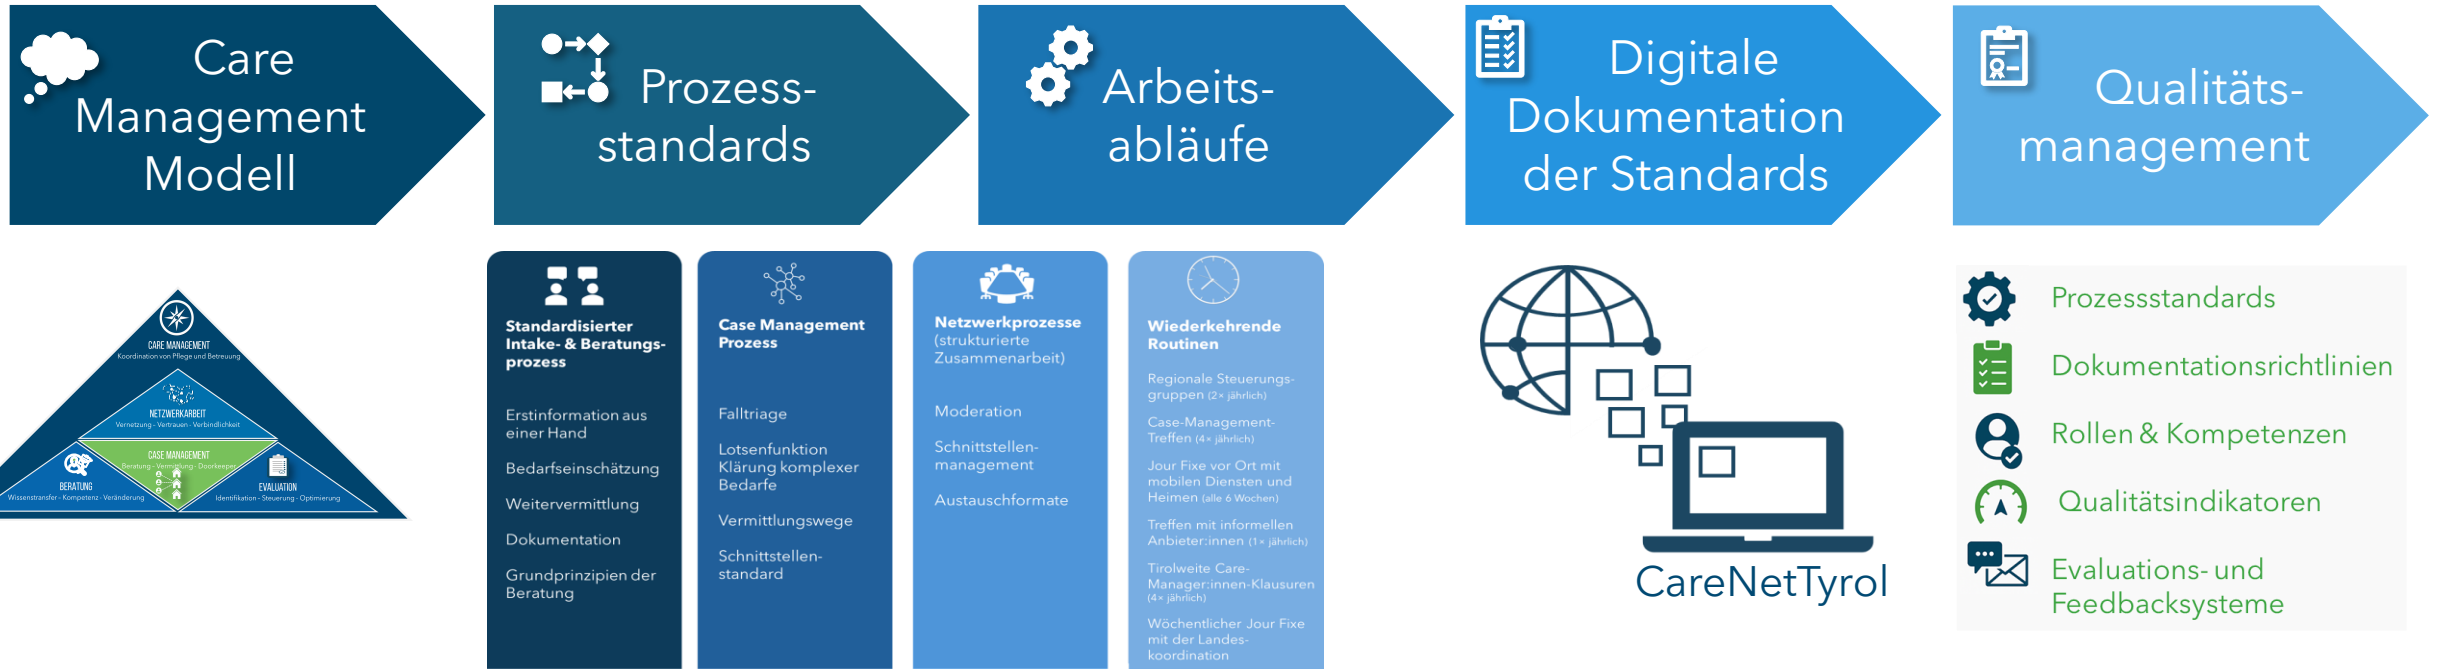 Care
Management
Modell
Prozess-
standards
Arbeits-
abläufe
Digitale
Dokumentation
der Standards
Qualitäts-
management
CARE MANAGEMENT
Koordination von Pflege und Betreuung
NETZWERKARBEIT
Vernetzung - Vertrauen - Verbindlichkeit
CASE MANAGEMENT
Beratung - Vermittlung - Doorkeeper
BERATUNG
Wissenstransfer - Kompetenz - Veränderung
EVALUATION
Identifikation - Steuerung - Optimierung
Standardisierter
Intake- & Beratungs-
prozess
Erstinformation aus
einer Hand
Bedarfseinschätzung
Weitervermittlung
Dokumentation
Grundprinzipien der
Beratung
Case Management
Prozess
Falltriage
Lotsenfunktion
Klärung komplexer
Bedarfe
Vermittlungswege
Schnittstellen-
standard
Netzwerkprozesse
(strukturierte
Zusammenarbeit)
Moderation
Schnittstellen-
management
Austauschformate
Wiederkehrende
Routinen
Regionale Steuerungs-
gruppen (2× jährlich)
Case-Management-
Treffen (4× jährlich)
Jour Fixe vor Ort mit
mobilen Diensten und
Heimen (alle 6 Wochen)
Treffen mit informellen
Anbieter:innen (1× jährlich)
Tirolweite Care-
Manager:innen-Klausuren
(4× jährlich)
Wöchentlicher Jour Fixe
mit der Landes-
koordination
CareNetTyrol
Prozessstandards
Dokumentationsrichtlinien
Rollen & Kompetenzen
Qualitätsindikatoren
Evaluations- und
Feedbacksysteme